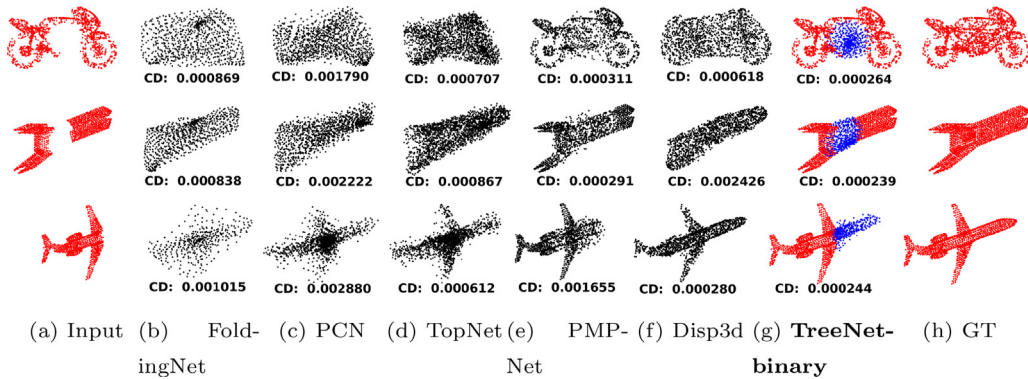 CD: 0.000869 CD: 0.001790 CD: 0.000707 CD: 0.000311 CD: 0.000618 CD: 0.000264
CD: 0.000838 CD: 0.002222 CD: 0.000867 CD: 0.000291 CD: 0.002426 CD: 0.000239
CD: 0.001015 CD: 0.002880 CD: 0.000612 CD: 0.001655 CD: 0.000280 CD: 0.000244
(a) Input (b) Fold- (c) PCN (d) TopNet (e) PMP- (f) Disp3d (g) TreeNet- (h) GT
ingNet Net binary